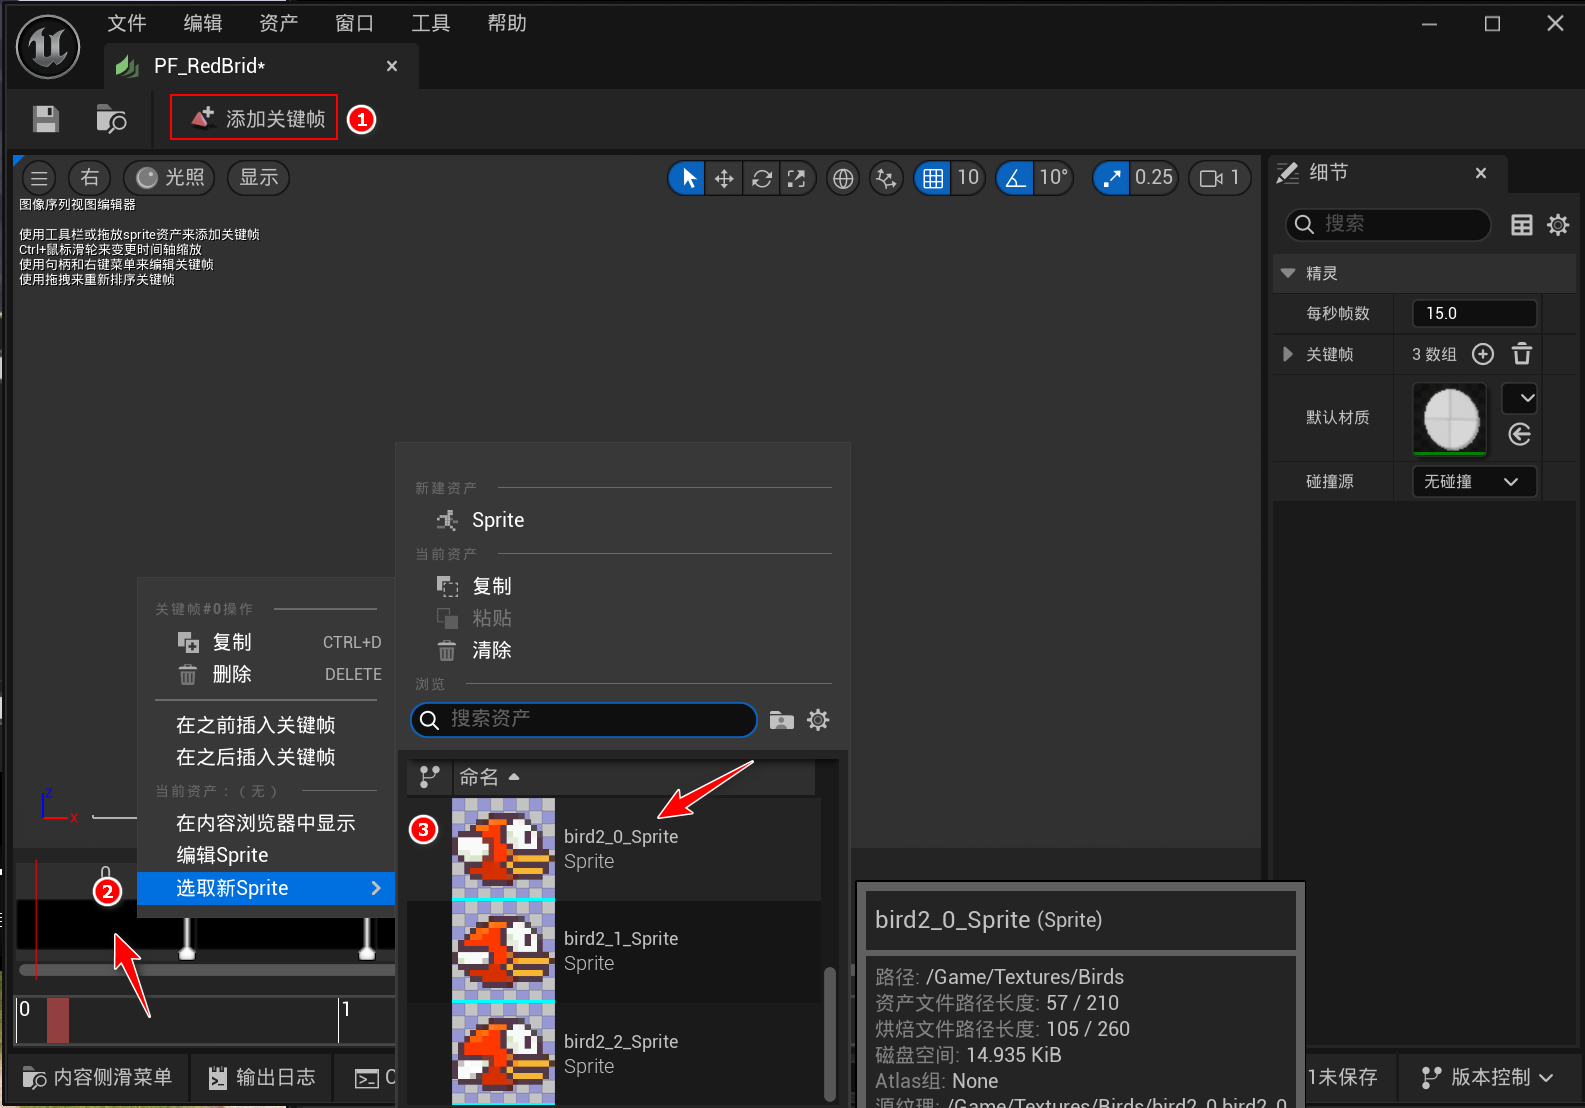 文件 编辑 资产 窗口 工具 帮助
PF_RedBrid*
添加关键帧 1
右 光照 显示 10 10° 0.25 1
图像序列视图编辑器
使用工具栏或拖放sprite资产来添加关键帧
Ctrl+鼠标滑轮来变更时间轴缩放
使用句柄和右键菜单来编辑关键帧
使用拖拽来重新排序关键帧
细节
搜索
精灵
每秒帧数 15.0
关键帧 3 数组
默认材质
碰撞源 无碰撞
新建资产
Sprite
当前资产
复制
粘贴
清除
浏览
搜索资产
命名
3
bird2_0_Sprite
Sprite
bird2_1_Sprite
Sprite
bird2_2_Sprite
Sprite
关键帧#0操作
复制 CTRL+D
删除 DELETE
在之前插入关键帧
在之后插入关键帧
当前资产：（无）
在内容浏览器中显示
编辑Sprite
选取新Sprite
2
Z
X
0 1
bird2_0_Sprite (Sprite)
路径: /Game/Textures/Birds
资产文件路径长度: 57 / 210
烘焙文件路径长度: 105 / 260
磁盘空间: 14.935 KiB
Atlas组: None
源纹理: /Game/Textures/Birds/bird2_0.bird2_0
内容侧滑菜单 输出日志 C
1未保存 版本控制